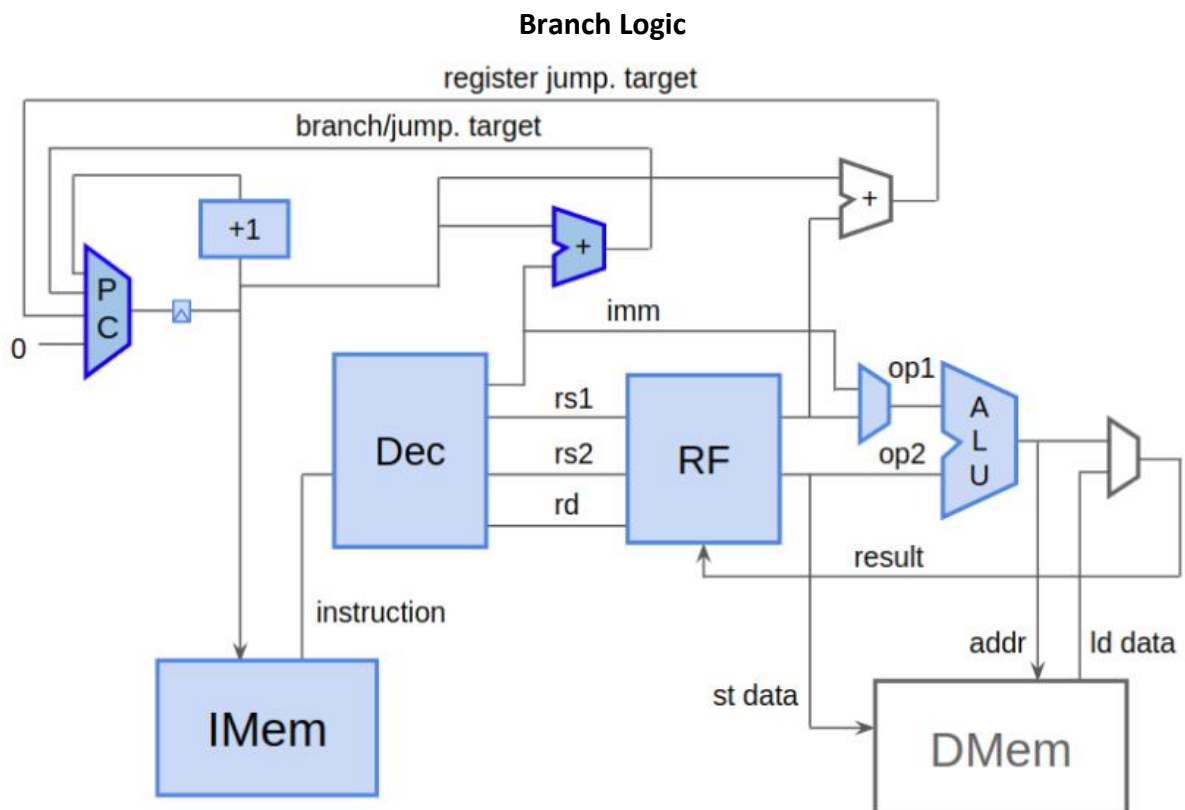 Branch Logic
register jump. target
branch/jump. target
+1
+
+
P
C
0
imm
op1
rs1
A
L
U
Dec
rs2
RF
op2
rd
result
instruction
addr
ld data
st data
IMem
DMem